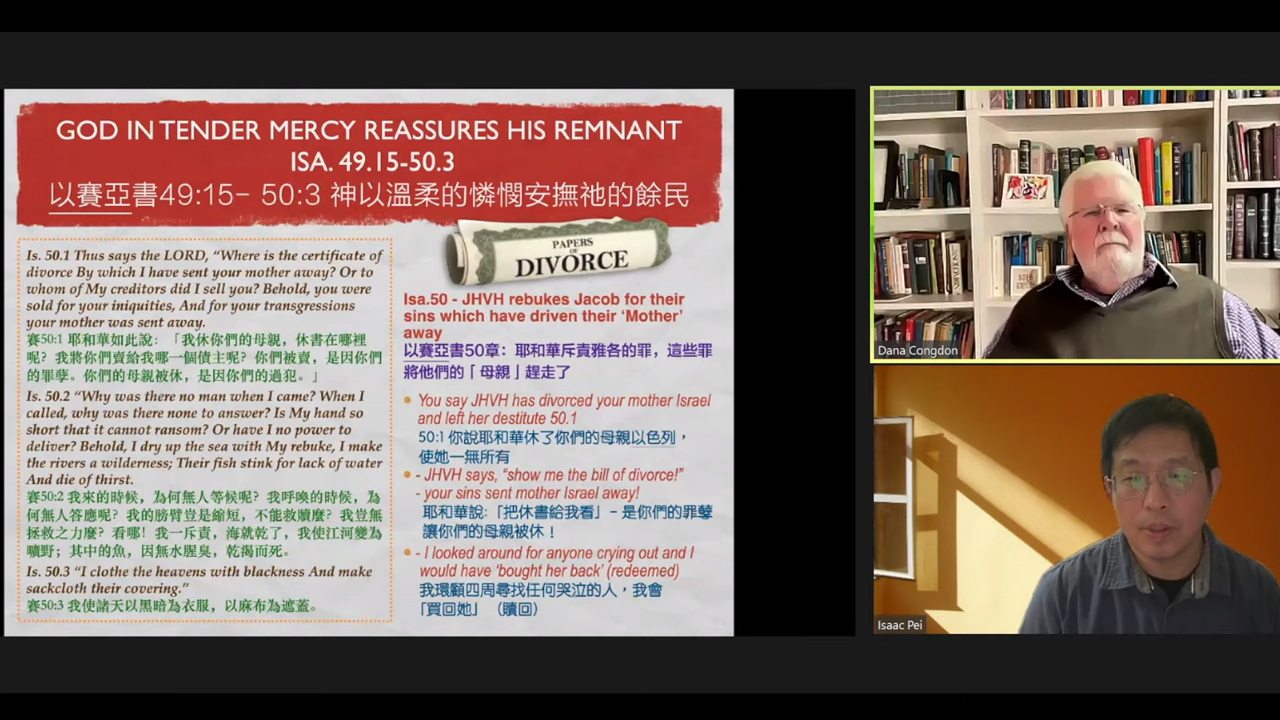 GOD IN TENDER MERCY REASSURES HIS REMNANT
ISA. 49.15-50.3
以賽亞書49:15– 50:3 神以溫柔的憐憫安撫祂的餘民
Is. 50.1 Thus says the LORD, “Where is the certificate of
divorce By which I have sent your mother away? Or to
whom of My creditors did I sell you? Behold, you were
sold for your iniquities, And for your transgressions
your mother was sent away.
賽50:1 耶和華如此說：「我休你們的母親，休書在哪裡
呢？我將你們賣給我哪一個債主呢？你們被賣，是因你們
的罪孽。你們的母親被休，是因你們的過犯。」
Is. 50.2 “Why was there no man when I came? When I
called, why was there none to answer? Is My hand so
short that it cannot ransom? Or have I no power to
deliver? Behold, I dry up the sea with My rebuke, I make
the rivers a wilderness; Their fish stink for lack of water
And die of thirst.
賽50:2 我來的時候，為何無人等候呢？我呼喚的時候，為
何無人答應呢？我的膀臂豈是縮短，不能救贖麼？我豈無
拯救之力麼？看哪！我一斥責，海就乾了，我使江河變為
曠野；其中的魚，因無水腥臭，乾渴而死。
Is. 50.3 “I clothe the heavens with blackness And make
sackcloth their covering.”
賽50:3 我使諸天以黑暗為衣服，以麻布為遮蓋。
PAPERS
OF
DIVORCE
Isa.50 - JHVH rebukes Jacob for their
sins which have driven their ‘Mother’
away
以賽亞書50章：耶和華斥責雅各的罪，這些罪
將他們的「母親」趕走了
• You say JHVH has divorced your mother Israel
and left her destitute 50.1
50:1 你說耶和華休了你們的母親以色列，
使她一無所有
• - JHVH says, “show me the bill of divorce!”
- your sins sent mother Israel away!
耶和華說：「把休書給我看」– 是你們的罪孽
讓你們的母親被休！
• - I looked around for anyone crying out and I
would have ‘bought her back’ (redeemed)
我環顧四周尋找任何哭泣的人，我會
「買回她」（贖回）
Dana Congdon
Isaac Pei